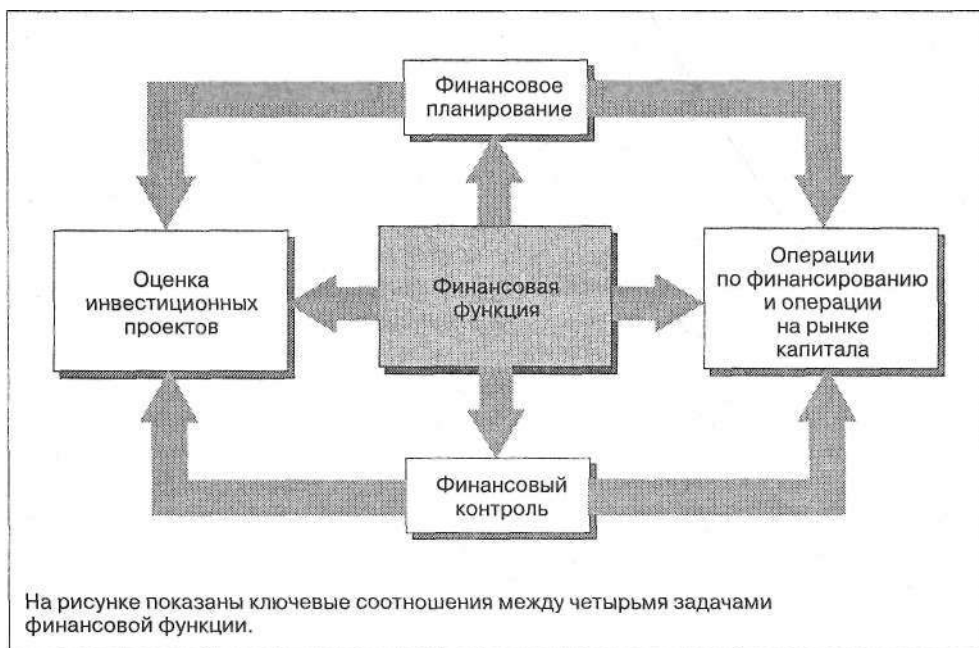 Финансовое
планирование
Оценка
инвестиционных
проектов
Финансовая
функция
Операции
по финансированию
и операции
на рынке
капитала
Финансовый
контроль
На рисунке показаны ключевые соотношения между четырьмя задачами
финансовой функции.